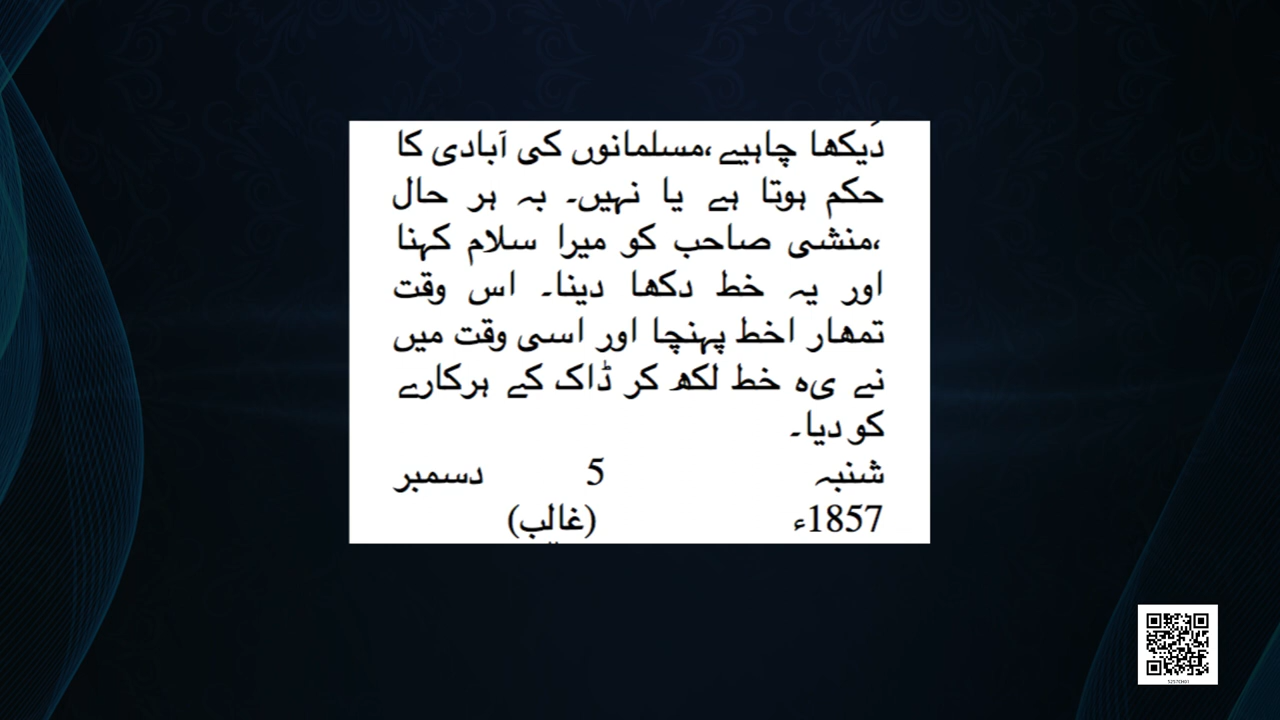 دیکھا چاہیے،مسلمانوں کی آبادی کا
حکم ہوتا ہے یا نہیں۔ بہ ہر حال
،منشی صاحب کو میرا سلام کہنا
اور یہ خط دکھا دینا۔ اس وقت
تمھار اخط پہنچا اور اسی وقت میں
نے یہ خط لکھ کر ڈاک کے ہرکارے
کو دیا۔
شنبہ 5 دسمبر
1857ء (غالب)